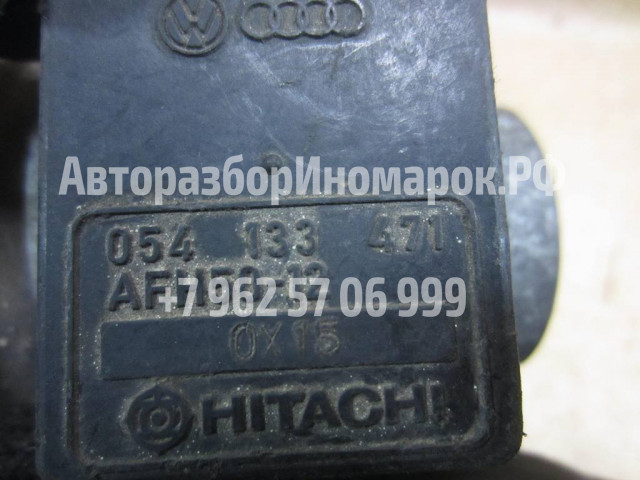 АвторазборИномарок.РФ
054 133 471
+7 962 57 06 999
0X15
HITACHI